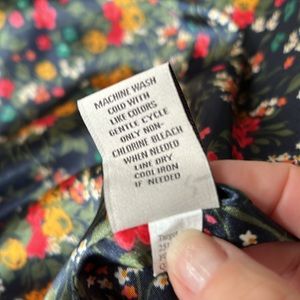 MACHINE WASH
COLD WITH
LIKE COLORS
GENTLE CYCLE
ONLY NON-
CHLORINE BLEACH
WHEN NEEDED
LINE DRY
COOL IRON
IF NEEDED